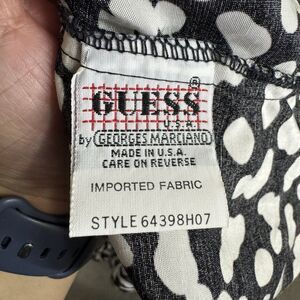 GUESS®
U.S.A.
by GEORGES MARCIANO
MADE IN U.S.A.
CARE ON REVERSE
IMPORTED FABRIC
STYLE 64398H07